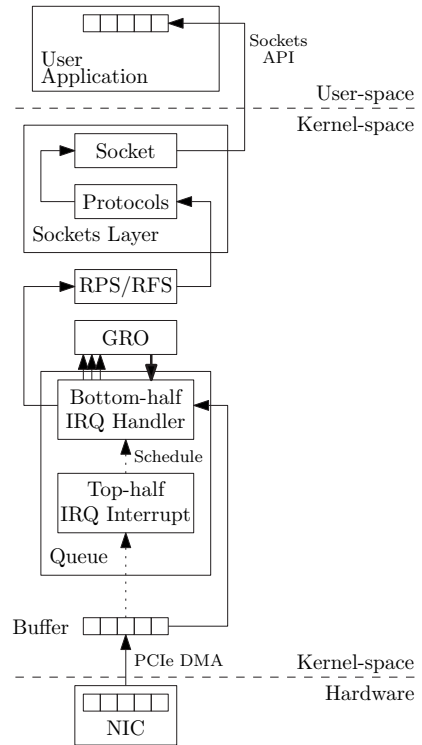 User
Application
Sockets
API
User-space
Kernel-space
Socket
Protocols
Sockets Layer
RPS/RFS
GRO
Bottom-half
IRQ Handler
Schedule
Top-half
IRQ Interrupt
Queue
Buffer
PCIe DMA
Kernel-space
Hardware
NIC